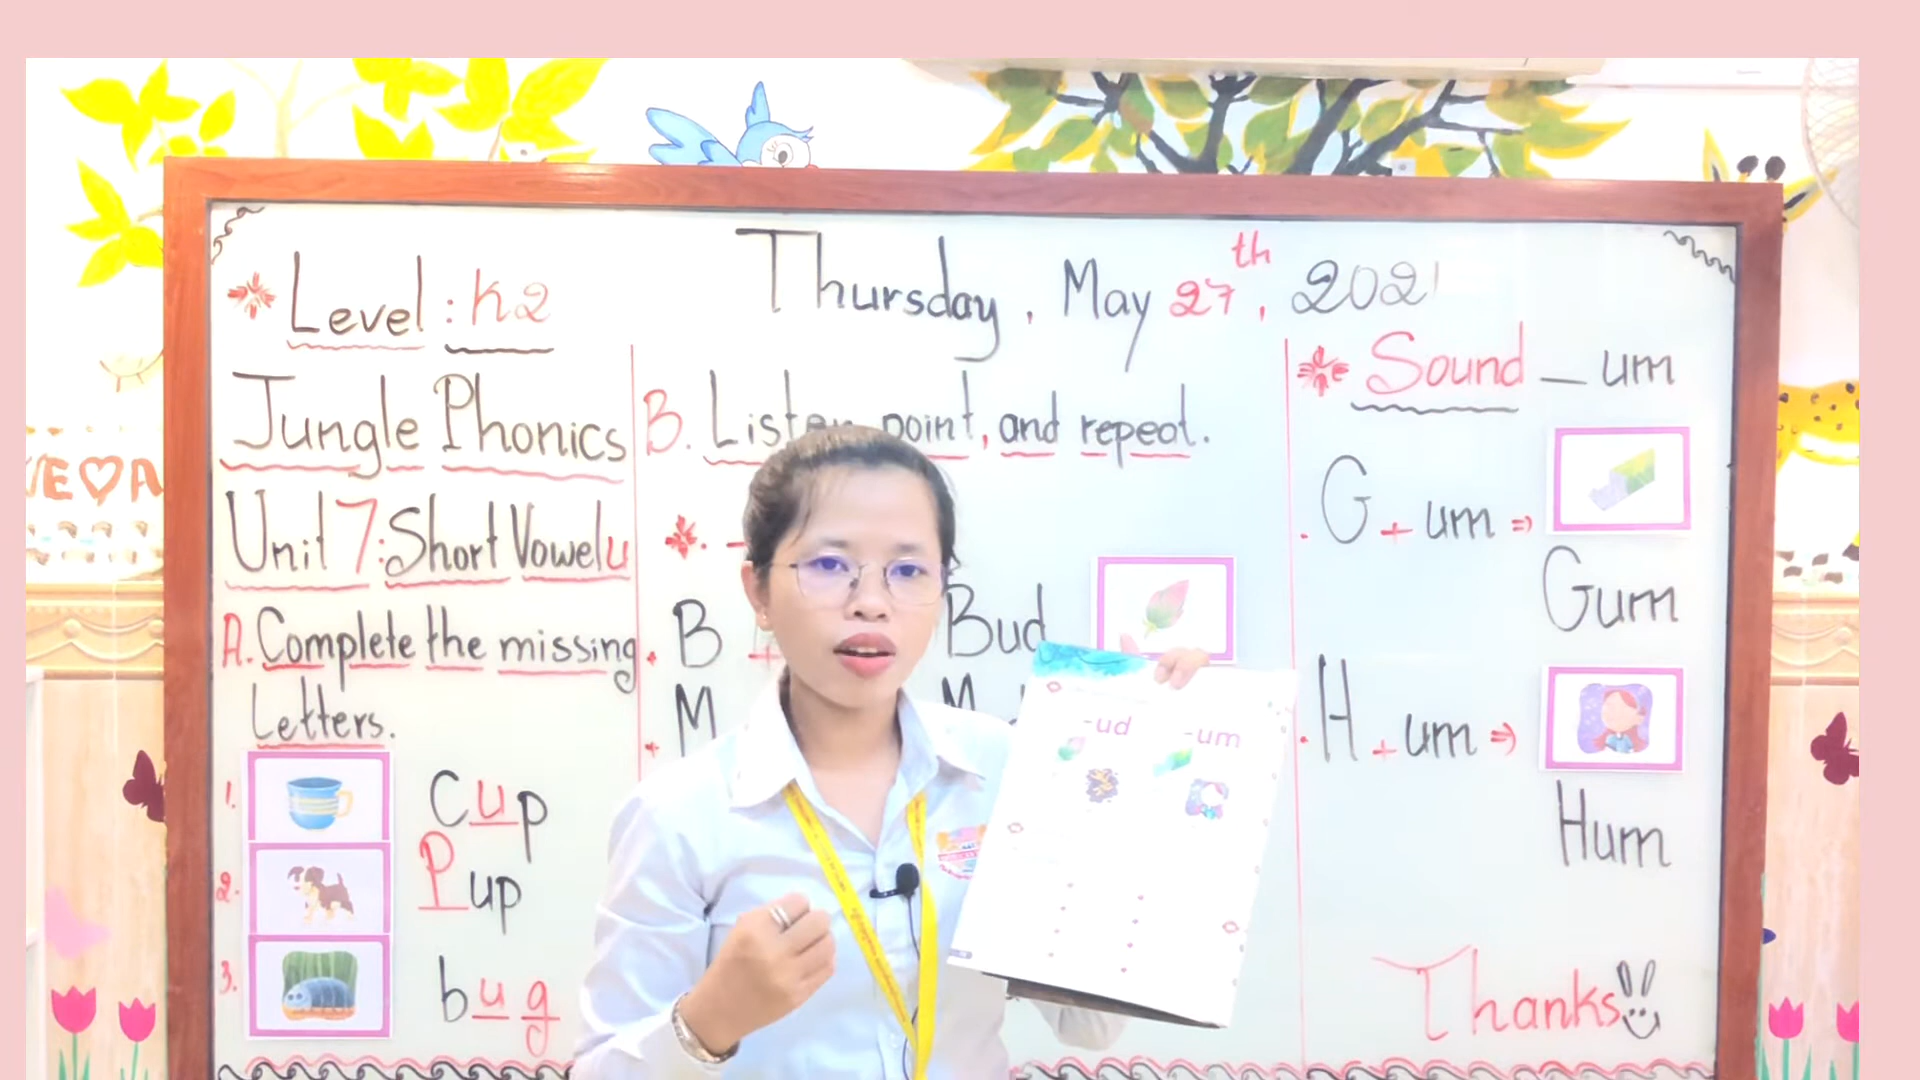 Thursday, May 27th, 2021
Level: K2
Jungle Phonics
Unit 7: Short Vowel u
A. Complete the missing
Letters.
1. Cup
2. Pup
3. bug
B. Listen, point, and repeat.
B +
Bud
M
-ud -um
Sound _ um
G + um ⇒
Gum
H + um ⇒
Hum
Thanks